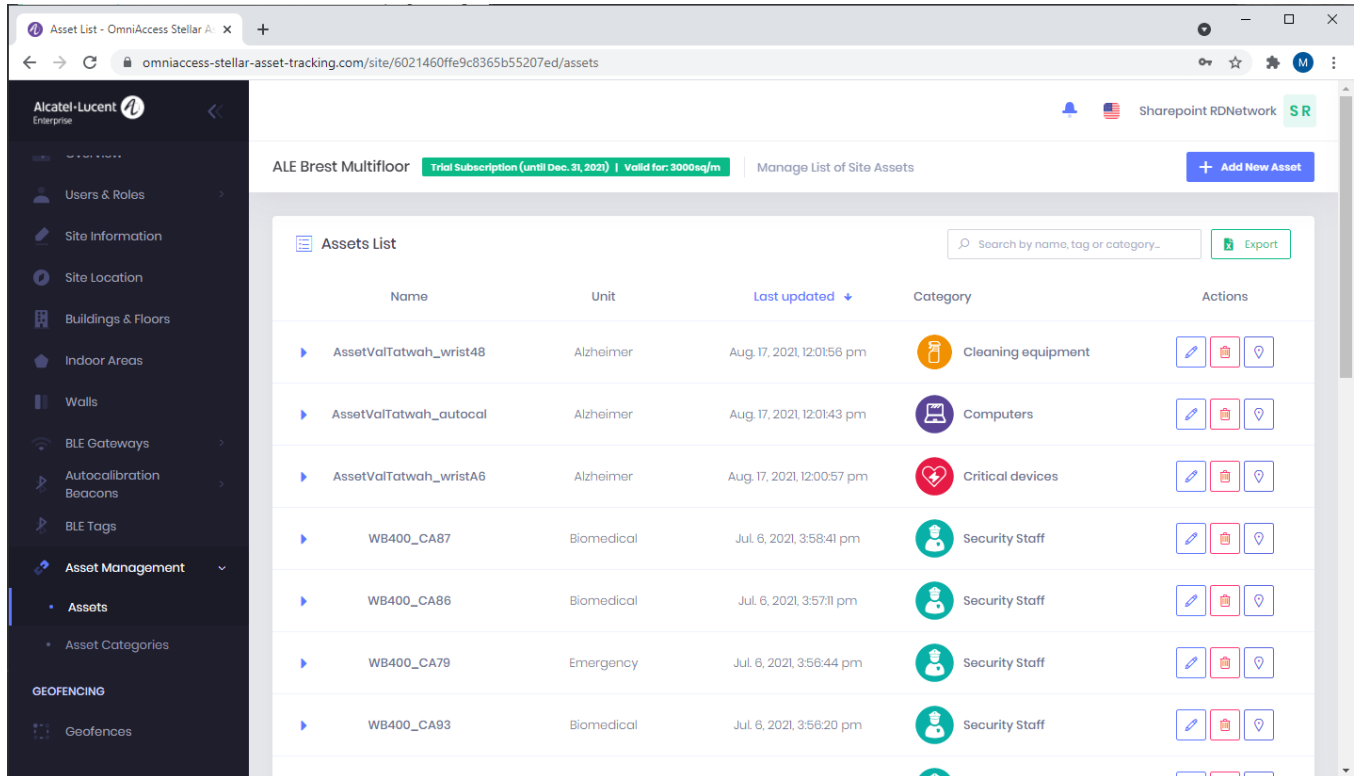 Asset List - OmniAccess Stellar A
omniaccess-stellar-asset-tracking.com/site/6021460ffe9c8365b55207ed/assets
M
Alcatel·Lucent
Enterprise
Sharepoint RDNetwork SR
Overview
ALE Brest Multifloor Trial Subscription (until Dec. 31, 2021) | Valid for: 3000sq/m Manage List of Site Assets + Add New Asset
Users & Roles
Site Information
Site Location
Buildings & Floors
Indoor Areas
Walls
BLE Gateways
Autocalibration
Beacons
BLE Tags
Asset Management
Assets
Asset Categories
GEOFENCING
Geofences
Assets List Search by name, tag or category... Export
Name Unit Last updated Category Actions
AssetValTatwah_wrist48 Alzheimer Aug. 17, 2021, 12:01:56 pm Cleaning equipment
AssetValTatwah_autocal Alzheimer Aug. 17, 2021, 12:01:43 pm Computers
AssetValTatwah_wristA6 Alzheimer Aug. 17, 2021, 12:00:57 pm Critical devices
WB400_CA87 Biomedical Jul. 6, 2021, 3:58:41 pm Security Staff
WB400_CA86 Biomedical Jul. 6, 2021, 3:57:11 pm Security Staff
WB400_CA79 Emergency Jul. 6, 2021, 3:56:44 pm Security Staff
WB400_CA93 Biomedical Jul. 6, 2021, 3:56:20 pm Security Staff